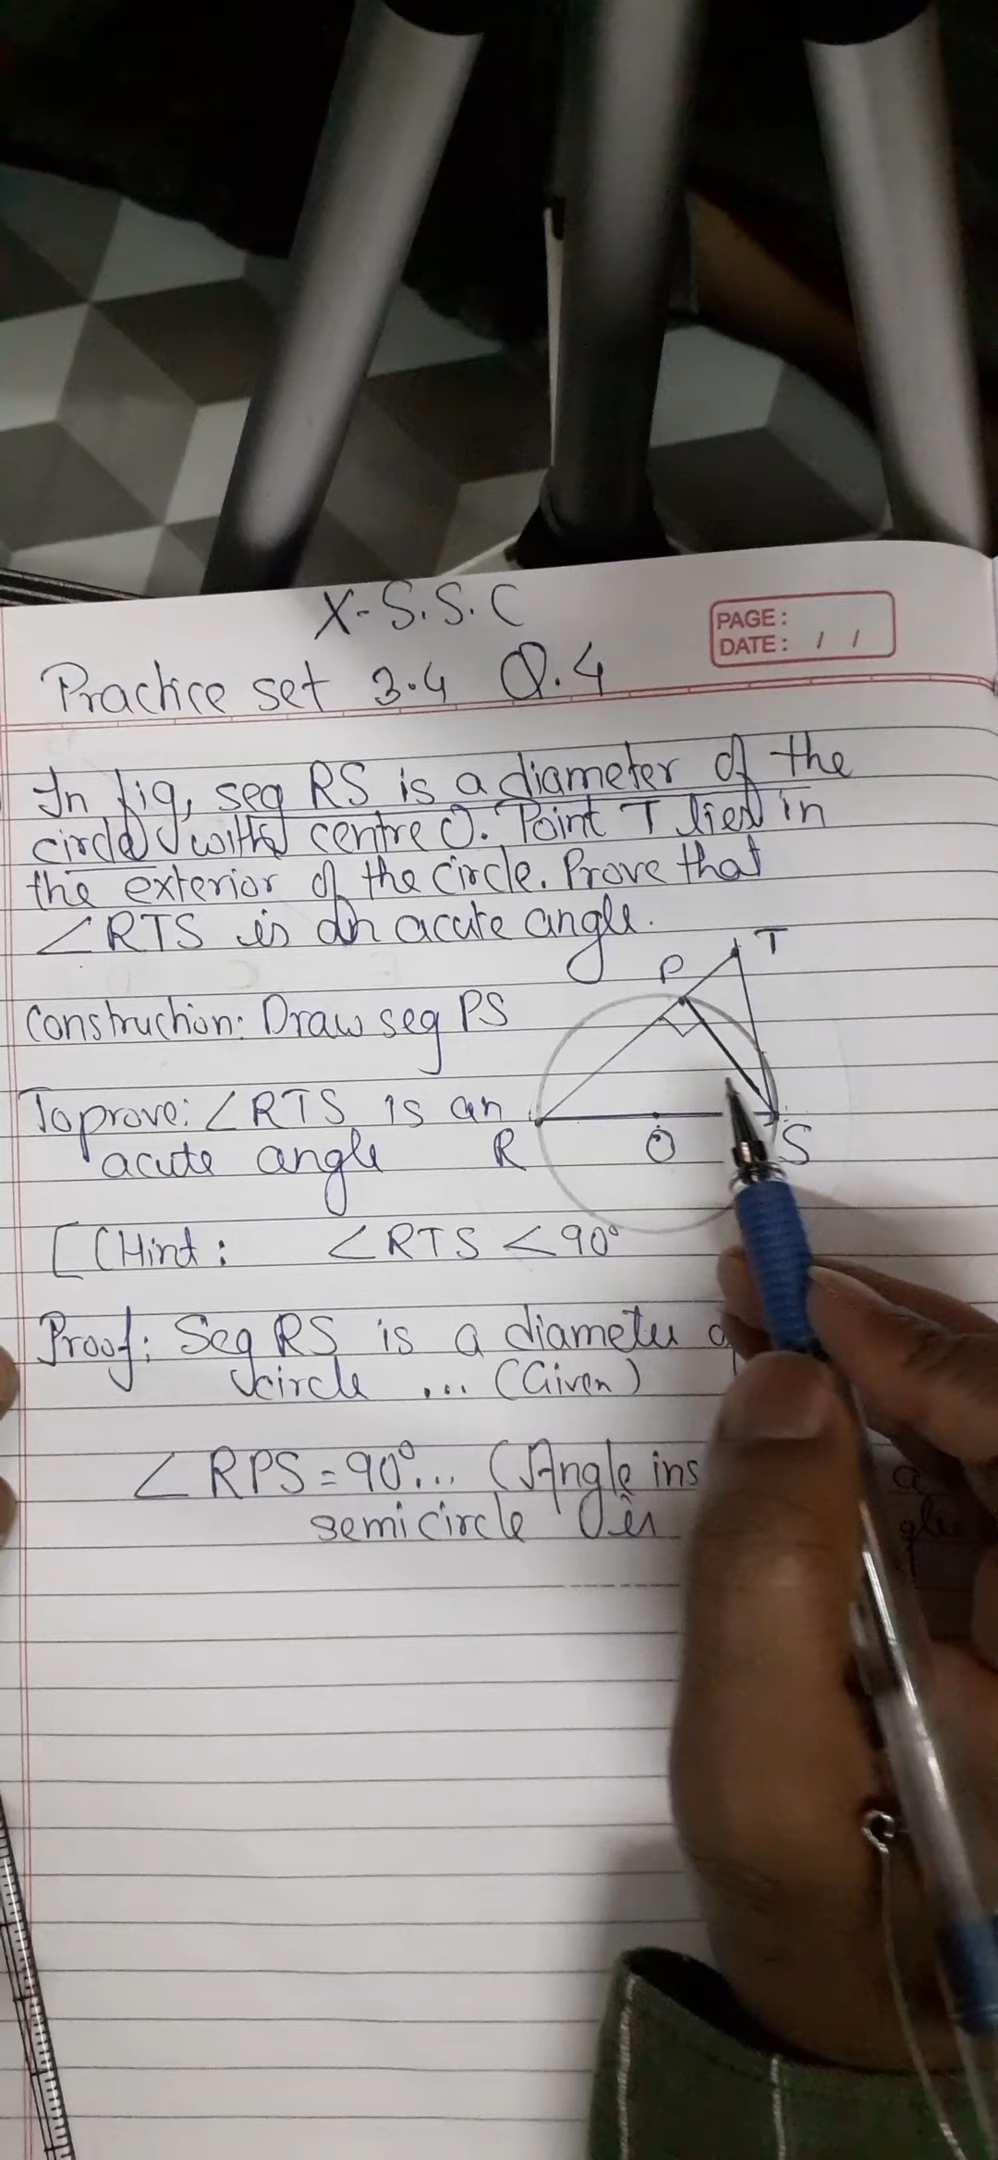 X-S.S.C
PAGE:
DATE: / /
Practice set 3.4 Q.4
In fig, seg RS is a diameter of the
circle with centre O. Point T lies in
the exterior of the circle. Prove that
∠RTS is an acute angle.
T
P
Construction: Draw seg PS
To prove: ∠RTS is an
acute angle
R
O
S
[(Hint: ∠RTS < 90°
Proof: Seg RS is a diameter
circle ... (Given)
∠RPS = 90°... (Angle ins a
semicircle is